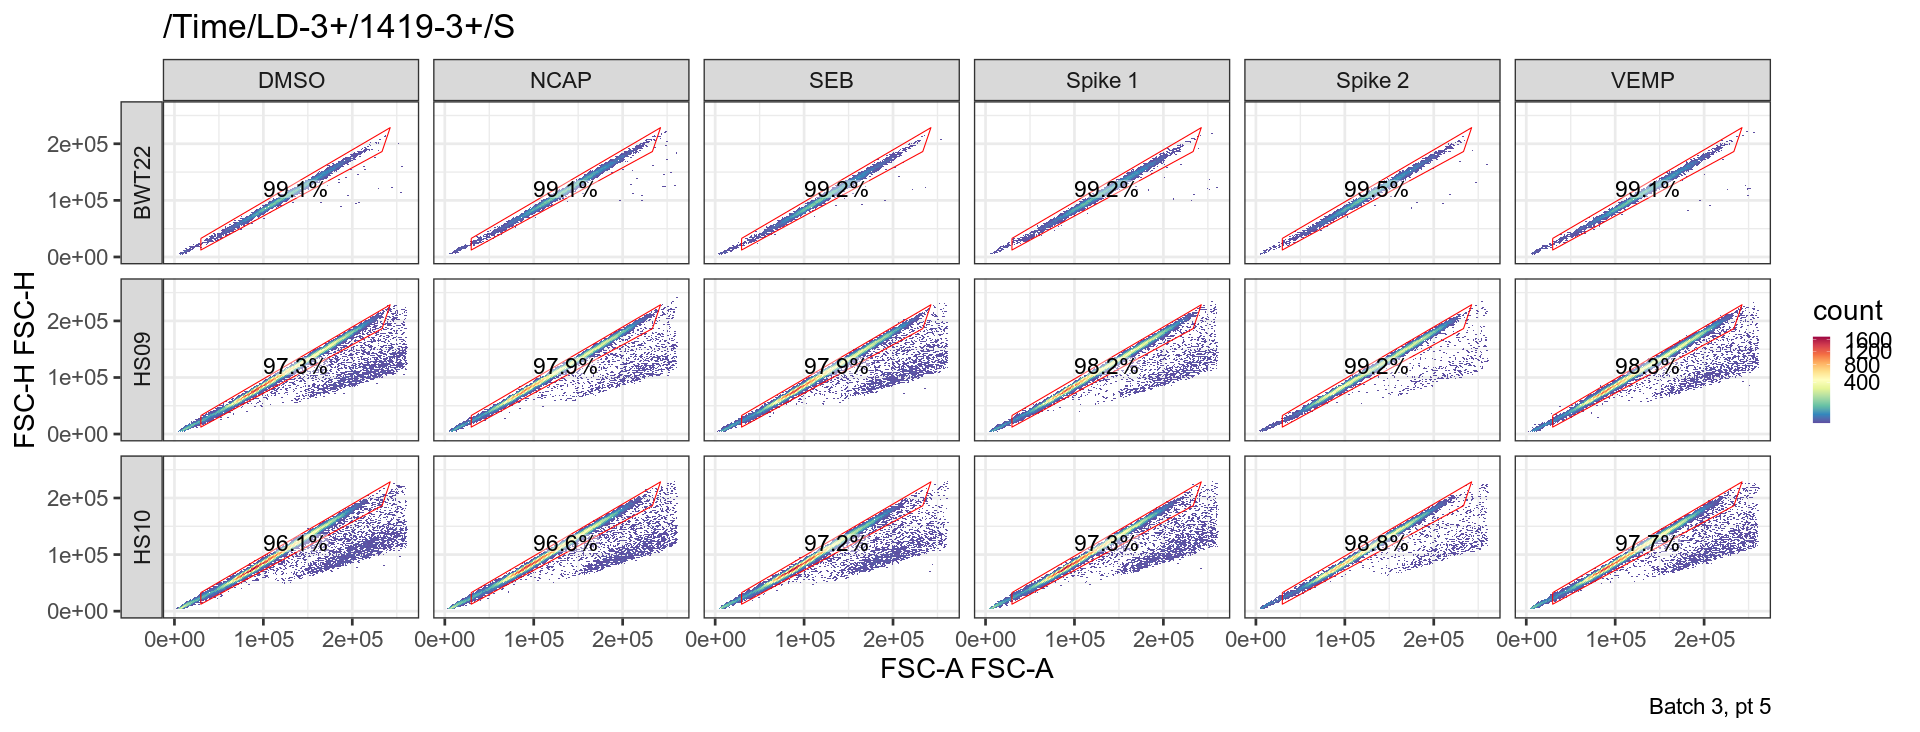 /Time/LD-3+/1419-3+/S
DMSO NCAP SEB Spike 1 Spike 2 VEMP
BWT22
2e+05
1e+05
0e+00
99.1% 99.1% 99.2% 99.2% 99.5% 99.1%
HS09
2e+05
1e+05
0e+00
97.3% 97.9% 97.9% 98.2% 99.2% 98.3%
HS10
2e+05
1e+05
0e+00
96.1% 96.6% 97.2% 97.3% 98.8% 97.7%
0e+00 1e+05 2e+05 0e+00 1e+05 2e+05 0e+00 1e+05 2e+05 0e+00 1e+05 2e+05 0e+00 1e+05 2e+05 0e+00 1e+05 2e+05
FSC-A FSC-A
FSC-H FSC-H
count
1600
1200
800
400
Batch 3, pt 5